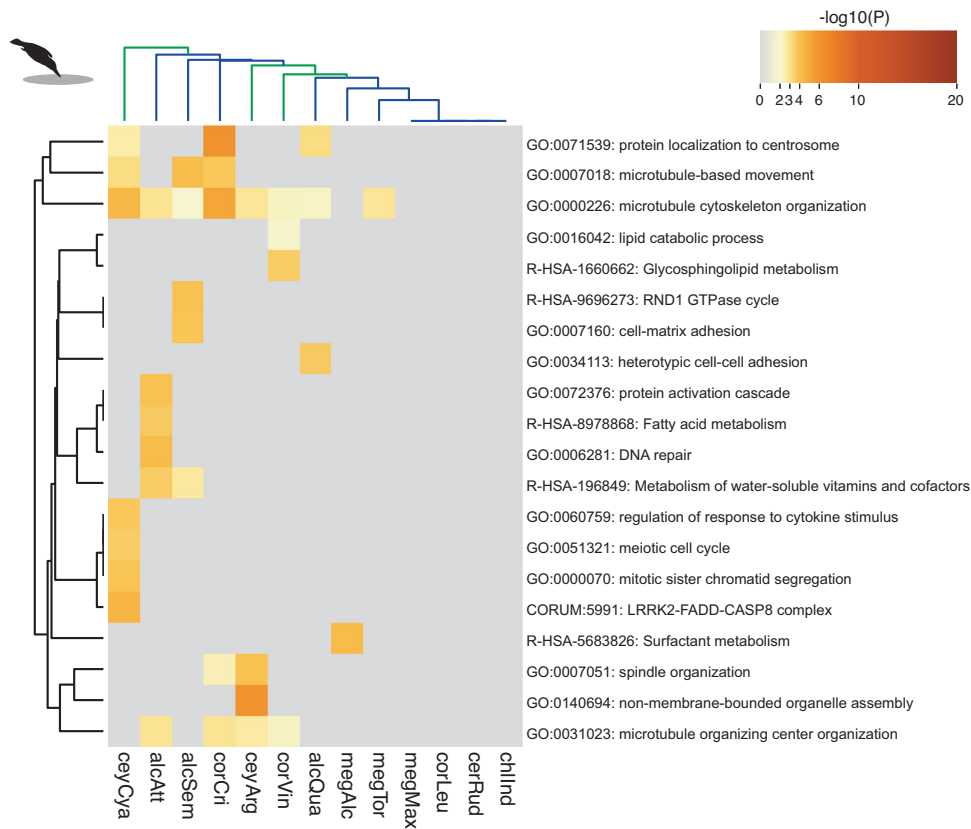 -log10(P)
0 2 3 4 6 10 20
GO:0071539: protein localization to centrosome
GO:0007018: microtubule-based movement
GO:0000226: microtubule cytoskeleton organization
GO:0016042: lipid catabolic process
R-HSA-1660662: Glycosphingolipid metabolism
R-HSA-9696273: RND1 GTPase cycle
GO:0007160: cell-matrix adhesion
GO:0034113: heterotypic cell-cell adhesion
GO:0072376: protein activation cascade
R-HSA-8978868: Fatty acid metabolism
GO:0006281: DNA repair
R-HSA-196849: Metabolism of water-soluble vitamins and cofactors
GO:0060759: regulation of response to cytokine stimulus
GO:0051321: meiotic cell cycle
GO:0000070: mitotic sister chromatid segregation
CORUM:5991: LRRK2-FADD-CASP8 complex
R-HSA-5683826: Surfactant metabolism
GO:0007051: spindle organization
GO:0140694: non-membrane-bounded organelle assembly
GO:0031023: microtubule organizing center organization
ceyCya
alcAtt
alcSem
corCri
ceyArg
corVin
alcQua
megAlc
megTor
megMax
corLeu
cerRud
chlInd